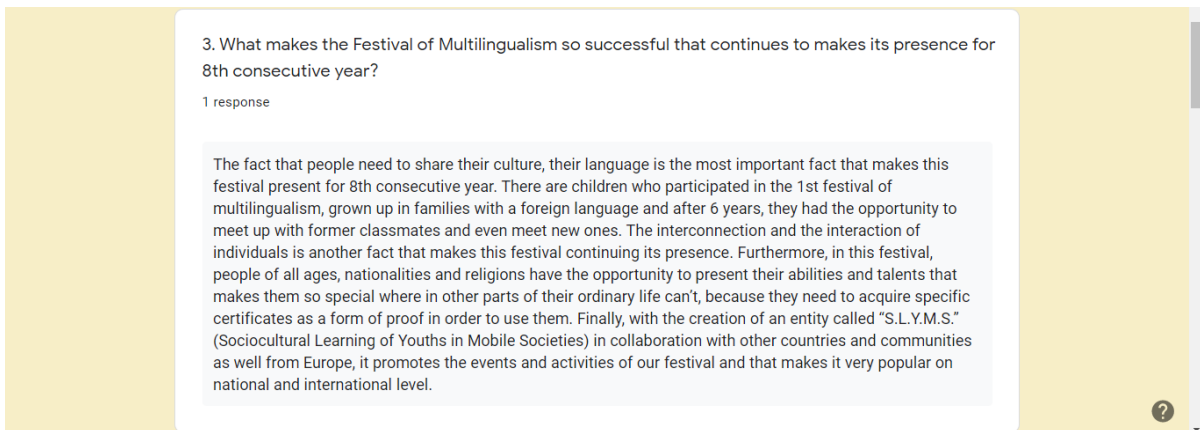 3. What makes the Festival of Multilingualism so successful that continues to makes its presence for
8th consecutive year?
1 response
The fact that people need to share their culture, their language is the most important fact that makes this
festival present for 8th consecutive year. There are children who participated in the 1st festival of
multilingualism, grown up in families with a foreign language and after 6 years, they had the opportunity to
meet up with former classmates and even meet new ones. The interconnection and the interaction of
individuals is another fact that makes this festival continuing its presence. Furthermore, in this festival,
people of all ages, nationalities and religions have the opportunity to present their abilities and talents that
makes them so special where in other parts of their ordinary life can't, because they need to acquire specific
certificates as a form of proof in order to use them. Finally, with the creation of an entity called “S.L.Y.M.S.”
(Sociocultural Learning of Youths in Mobile Societies) in collaboration with other countries and communities
as well from Europe, it promotes the events and activities of our festival and that makes it very popular on
national and international level.
?